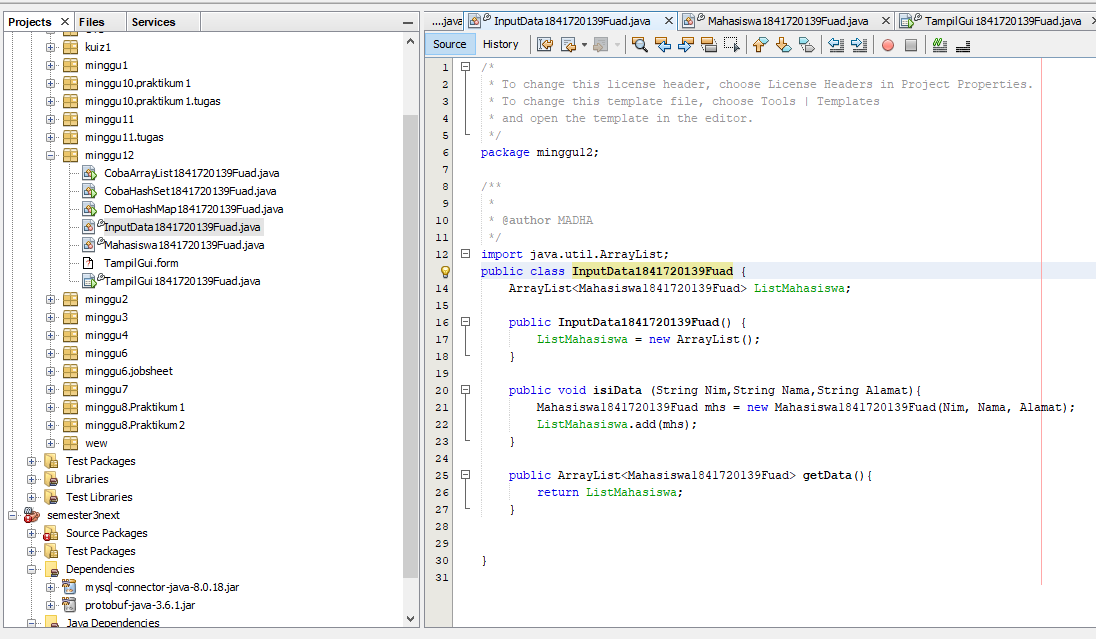 Projects
Files
Services
kuiz1
minggu1
minggu10.praktikum1
minggu10.praktikum1.tugas
minggu11
minggu11.tugas
minggu12
CobaArrayList1841720139Fuad.java
CobaHashSet1841720139Fuad.java
DemoHashMap1841720139Fuad.java
InputData1841720139Fuad.java
Mahasiswa1841720139Fuad.java
TampilGui.form
TampilGui1841720139Fuad.java
minggu2
minggu3
minggu4
minggu6
minggu6.jobsheet
minggu7
minggu8.Praktikum1
minggu8.Praktikum2
wew
Test Packages
Libraries
Test Libraries
semester3next
Source Packages
Test Packages
Dependencies
mysql-connector-java-8.0.18.jar
protobuf-java-3.6.1.jar
Java Dependencies
....java
InputData1841720139Fuad.java
Mahasiswa1841720139Fuad.java
TampilGui1841720139Fuad.java
Source
History
1 /*
2 * To change this license header, choose License Headers in Project Properties.
3 * To change this template file, choose Tools | Templates
4 * and open the template in the editor.
5 */
6 package minggu12;
7
8 /**
9 *
10 * @author MADHA
11 */
12 import java.util.ArrayList;
public class InputData1841720139Fuad {
14 ArrayList<Mahasiswa1841720139Fuad> ListMahasiswa;
15
16 public InputData1841720139Fuad() {
17 ListMahasiswa = new ArrayList();
18 }
19
20 public void isiData (String Nim,String Nama,String Alamat){
21 Mahasiswa1841720139Fuad mhs = new Mahasiswa1841720139Fuad(Nim, Nama, Alamat);
22 ListMahasiswa.add(mhs);
23 }
24
25 public ArrayList<Mahasiswa1841720139Fuad> getData(){
26 return ListMahasiswa;
27 }
28
29
30 }
31